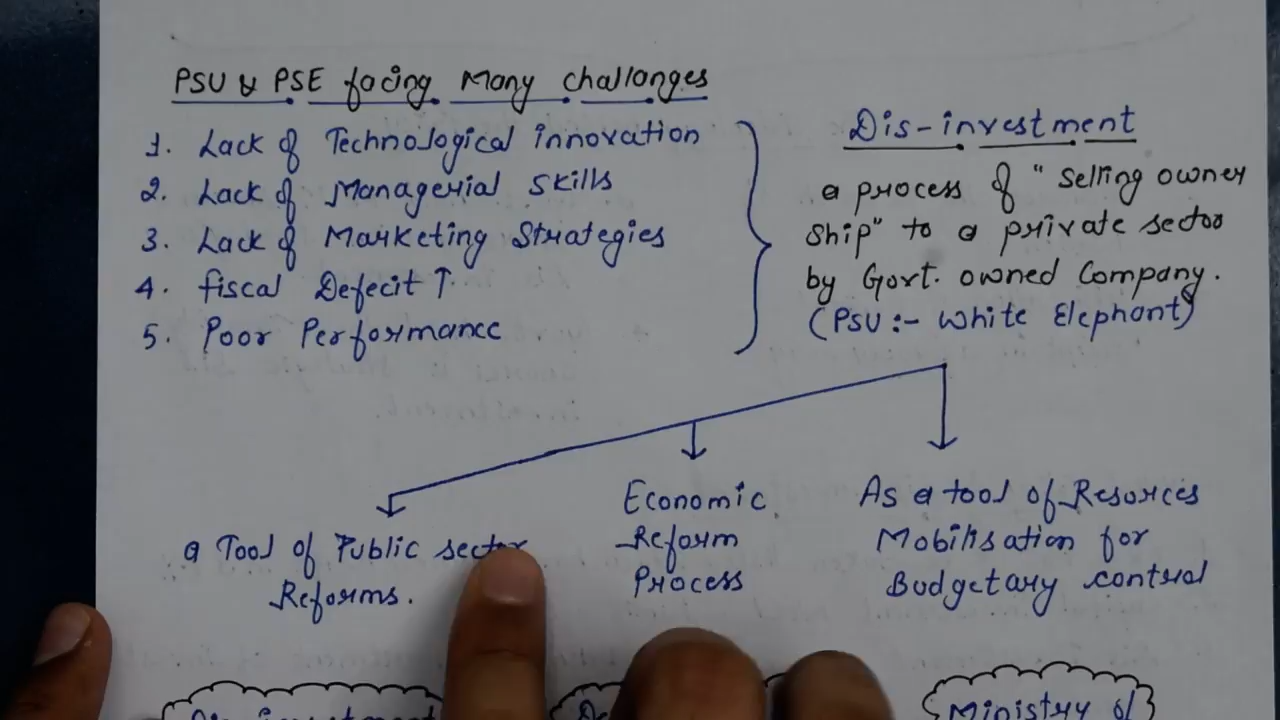 PSU & PSE facing Many challanges
1. Lack of Technological innovation
2. Lack of Managerial Skills
3. Lack of Marketing Strategies
4. fiscal Defecit ↑
5. Poor Performance
Dis-investment
a process of "Selling owner
ship" to a private sector
by Govt. owned Company.
(PSU :- White Elephant)
a Tool of Public sector
Reforms.
Economic
Reform
Process
As a tool of Resorces
Mobilisation for
Budgetary control
Ministry of